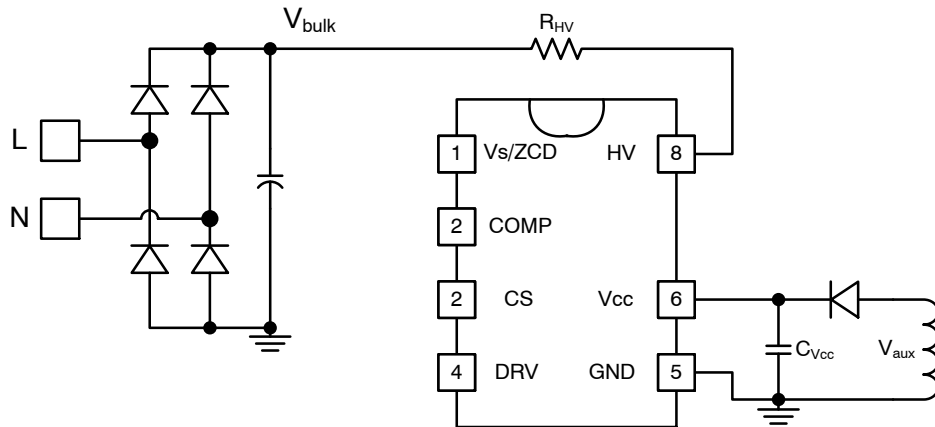 V_bulk
R_HV
L
1 Vs/ZCD HV 8
N
2 COMP
2 CS Vcc 6
C_Vcc
V_aux
4 DRV GND 5